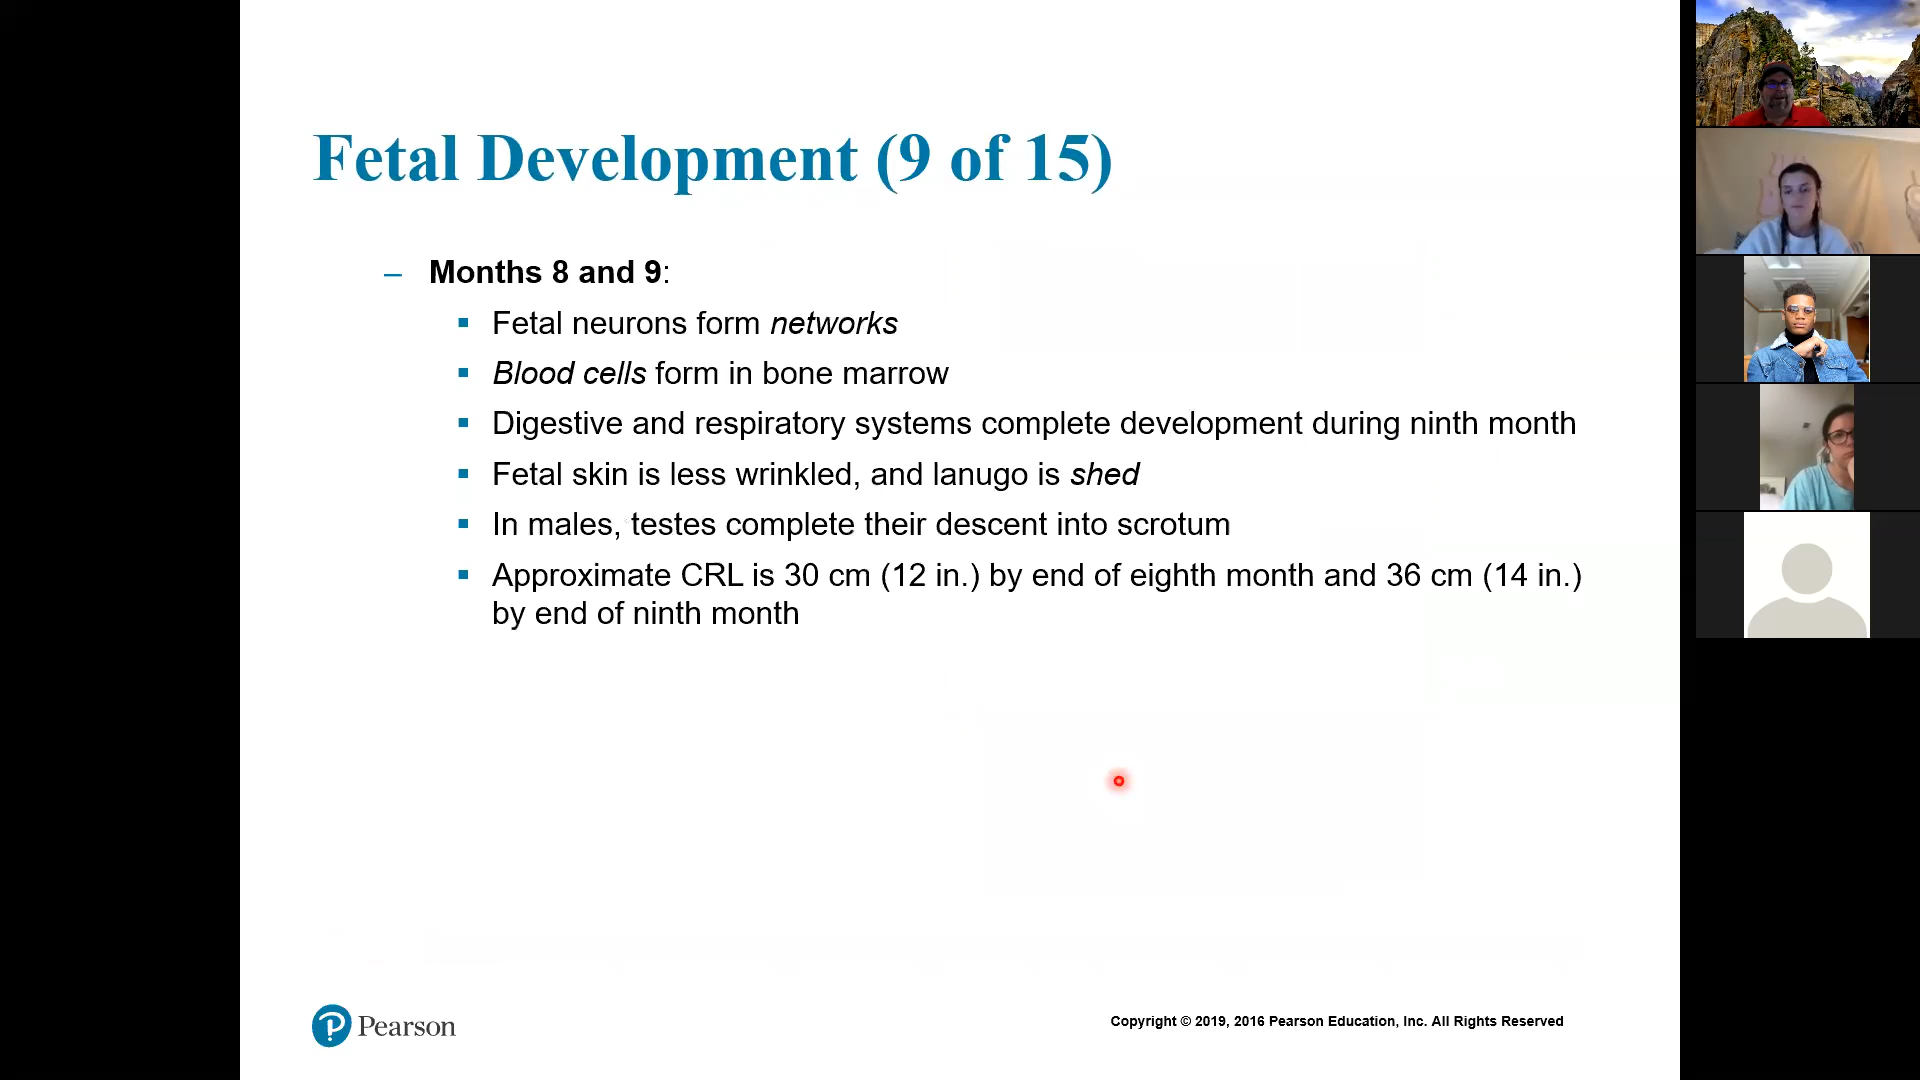 Fetal Development (9 of 15)
– Months 8 and 9:
▪ Fetal neurons form networks
▪ Blood cells form in bone marrow
▪ Digestive and respiratory systems complete development during ninth month
▪ Fetal skin is less wrinkled, and lanugo is shed
▪ In males, testes complete their descent into scrotum
▪ Approximate CRL is 30 cm (12 in.) by end of eighth month and 36 cm (14 in.)
by end of ninth month
Pearson
Copyright © 2019, 2016 Pearson Education, Inc. All Rights Reserved